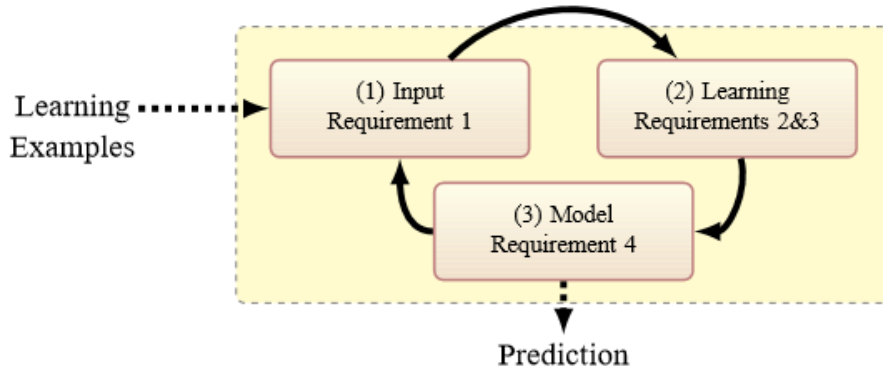 Learning
Examples
(1) Input
Requirement 1
(2) Learning
Requirements 2&3
(3) Model
Requirement 4
Prediction